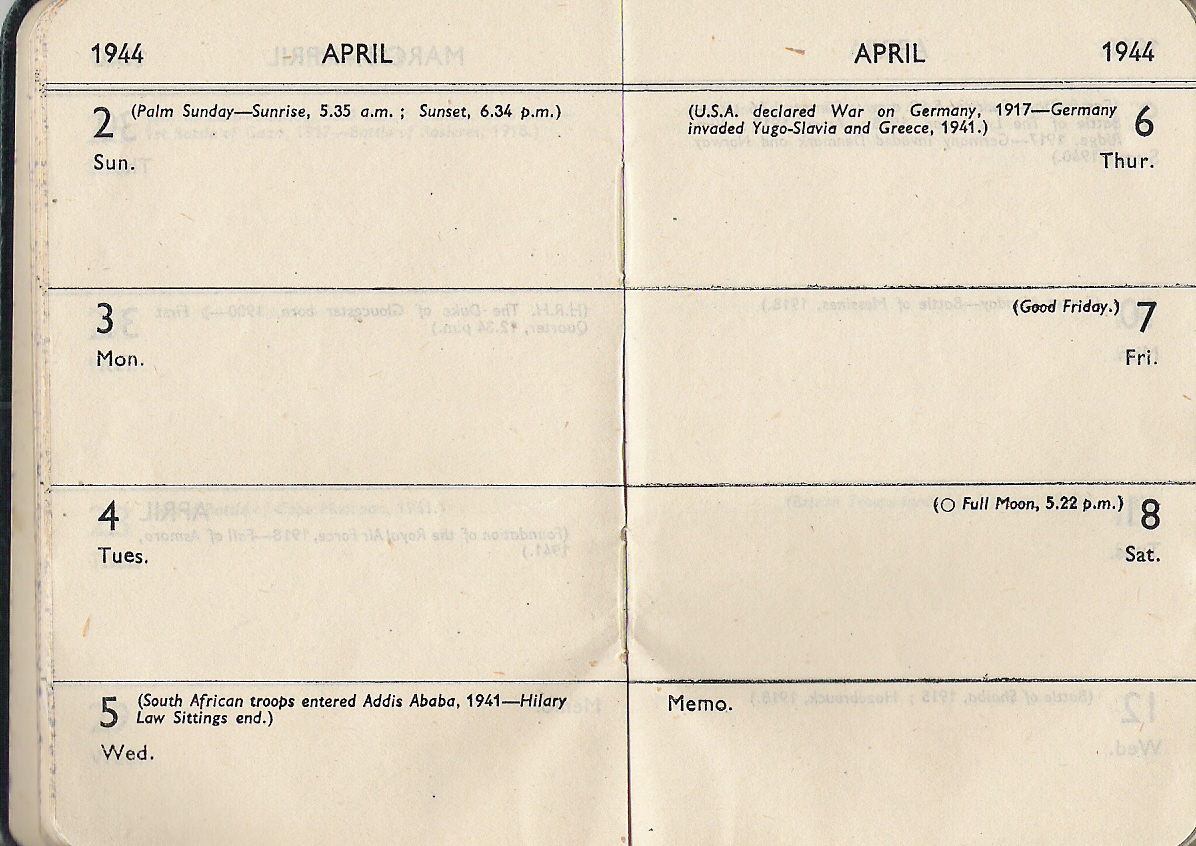 1944 APRIL
2 (Palm Sunday—Sunrise, 5.35 a.m. ; Sunset, 6.34 p.m.)
Sun.
3
Mon.
4
Tues.
5 (South African troops entered Addis Ababa, 1941—Hilary
Law Sittings end.)
Wed.
APRIL 1944
(U.S.A. declared War on Germany, 1917—Germany
invaded Yugo-Slavia and Greece, 1941.) 6
Thur.
(Good Friday.) 7
Fri.
(○ Full Moon, 5.22 p.m.) 8
Sat.
Memo.